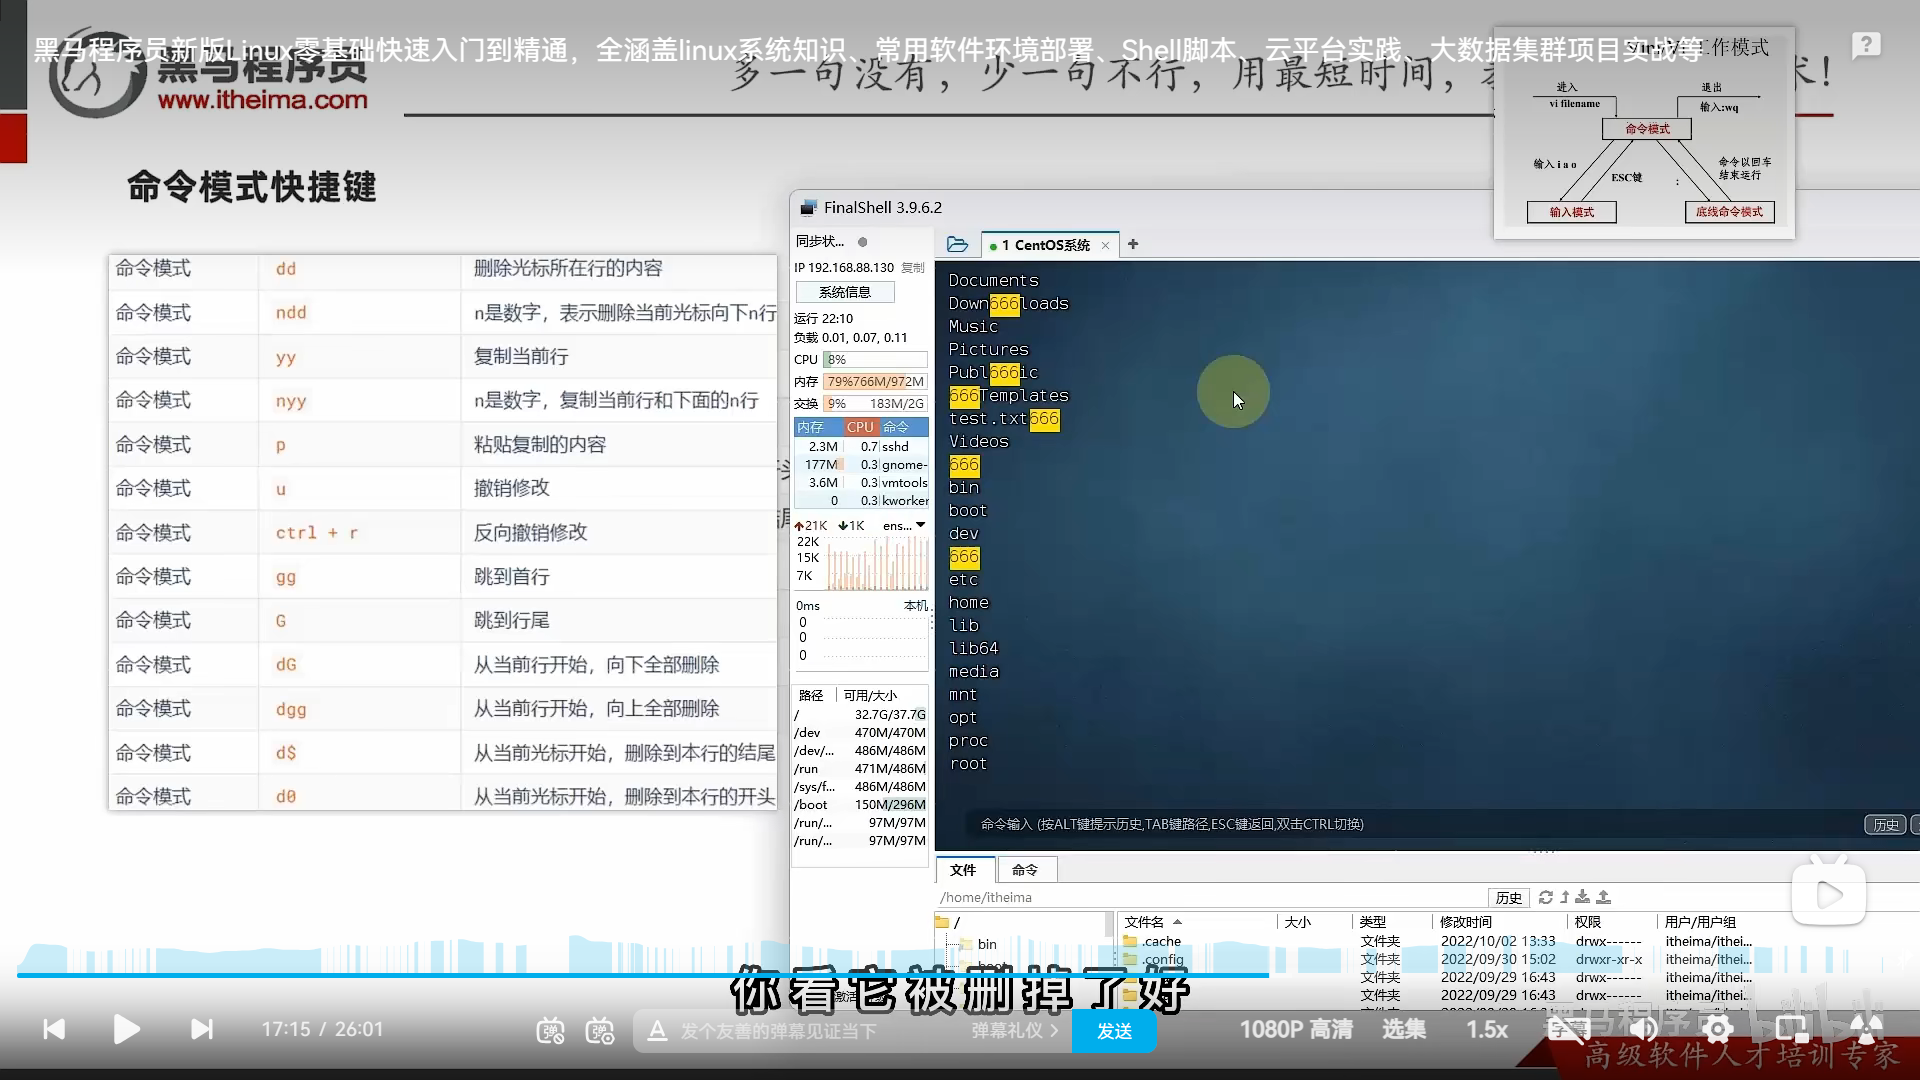 黑马程序员新版Linux零基础快速入门到精通，全涵盖linux系统知识、常用软件环境部署、Shell脚本、云平台实践、大数据集群项目实战等
黑马程序员
www.itheima.com
多一句没有，少一句不行，用最短时间，
术！
工作模式
进入
vi filename
退出
输入:wq
命令模式
输入 i a o
ESC键
:
命令以回车
结束运行
输入模式
底线命令模式
命令模式快捷键
命令模式 dd 删除光标所在行的内容
命令模式 ndd n是数字，表示删除当前光标向下n行
命令模式 yy 复制当前行
命令模式 nyy n是数字，复制当前行和下面的n行
命令模式 p 粘贴复制的内容
命令模式 u 撤销修改
命令模式 ctrl + r 反向撤销修改
命令模式 gg 跳到首行
命令模式 G 跳到行尾
命令模式 dG 从当前行开始，向下全部删除
命令模式 dgg 从当前行开始，向上全部删除
命令模式 d$ 从当前光标开始，删除到本行的结尾
命令模式 d0 从当前光标开始，删除到本行的开头
FinalShell 3.9.6.2
同步状...
IP 192.168.88.130 复制
系统信息
运行 22:10
负载 0.01, 0.07, 0.11
CPU 8%
内存 79% 766M/972M
交换 9% 183M/2G
内存 CPU 命令
2.3M 0.7 sshd
177M 0.3 gnome-
3.6M 0.3 vmtools
0 0.3 kworker
21K 1K ens...
22K
15K
7K
0ms 本机
0
0
0
路径 可用/大小
/ 32.7G/37.7G
/dev 470M/470M
/dev/... 486M/486M
/run 471M/486M
/sys/f... 486M/486M
/boot 150M/296M
/run/... 97M/97M
/run/... 97M/97M
1 CentOS系统 × +
Documents
Down666loads
Music
Pictures
Publ666ic
666Templates
test.txt666
Videos
666
bin
boot
dev
666
etc
home
lib
lib64
media
mnt
opt
proc
root
命令输入 (按ALT键提示历史,TAB键路径,ESC键返回,双击CTRL切换)
历史
文件 命令
/home/itheima
历史
/
bin
文件名 大小 类型 修改时间 权限 用户/用户组
.cache 文件夹 2022/10/02 13:33 drwx------ itheima/ithei...
.config 文件夹 2022/09/30 15:02 drwxr-xr-x itheima/ithei...
文件夹 2022/09/29 16:43 drwx------ itheima/ithei...
文件夹 2022/09/29 16:43 drwx------ itheima/ithei...
你看它被删掉了好
17:15 / 26:01
发个友善的弹幕见证当下
弹幕礼仪 >
发送
1080P 高清
选集
1.5x
字幕
黑马程序员
bilibili
高级软件人才培训专家